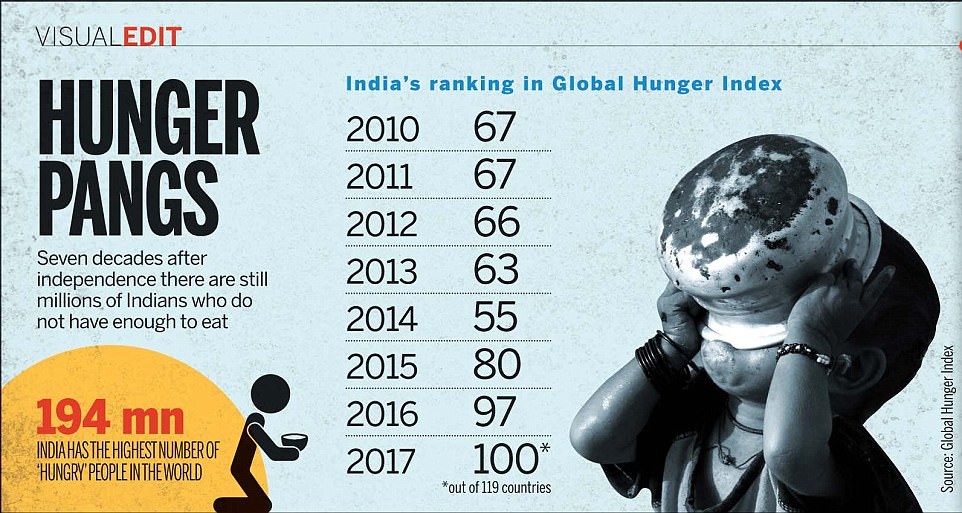 VISUALEDIT
HUNGER
PANGS
Seven decades after
independence there are still
millions of Indians who do
not have enough to eat
194 mn
INDIA HAS THE HIGHEST NUMBER OF
'HUNGRY' PEOPLE IN THE WORLD
India's ranking in Global Hunger Index
2010 67
2011 67
2012 66
2013 63
2014 55
2015 80
2016 97
2017 100*
*out of 119 countries
Source: Global Hunger Index